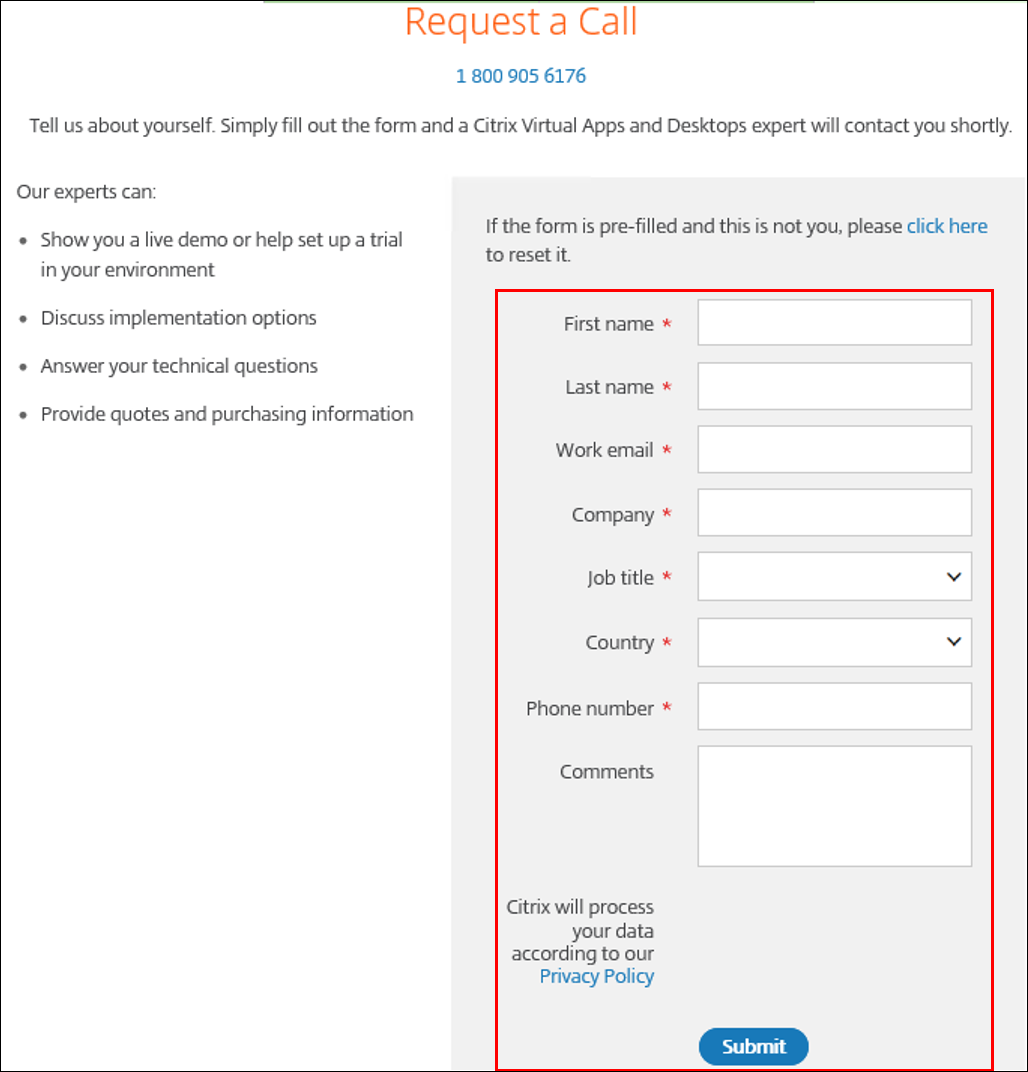 Request a Call
1 800 905 6176
Tell us about yourself. Simply fill out the form and a Citrix Virtual Apps and Desktops expert will contact you shortly.
Our experts can:
• Show you a live demo or help set up a trial
in your environment
• Discuss implementation options
• Answer your technical questions
• Provide quotes and purchasing information
If the form is pre-filled and this is not you, please click here
to reset it.
First name *
Last name *
Work email *
Company *
Job title *
Country *
Phone number *
Comments
Citrix will process
your data
according to our
Privacy Policy
Submit